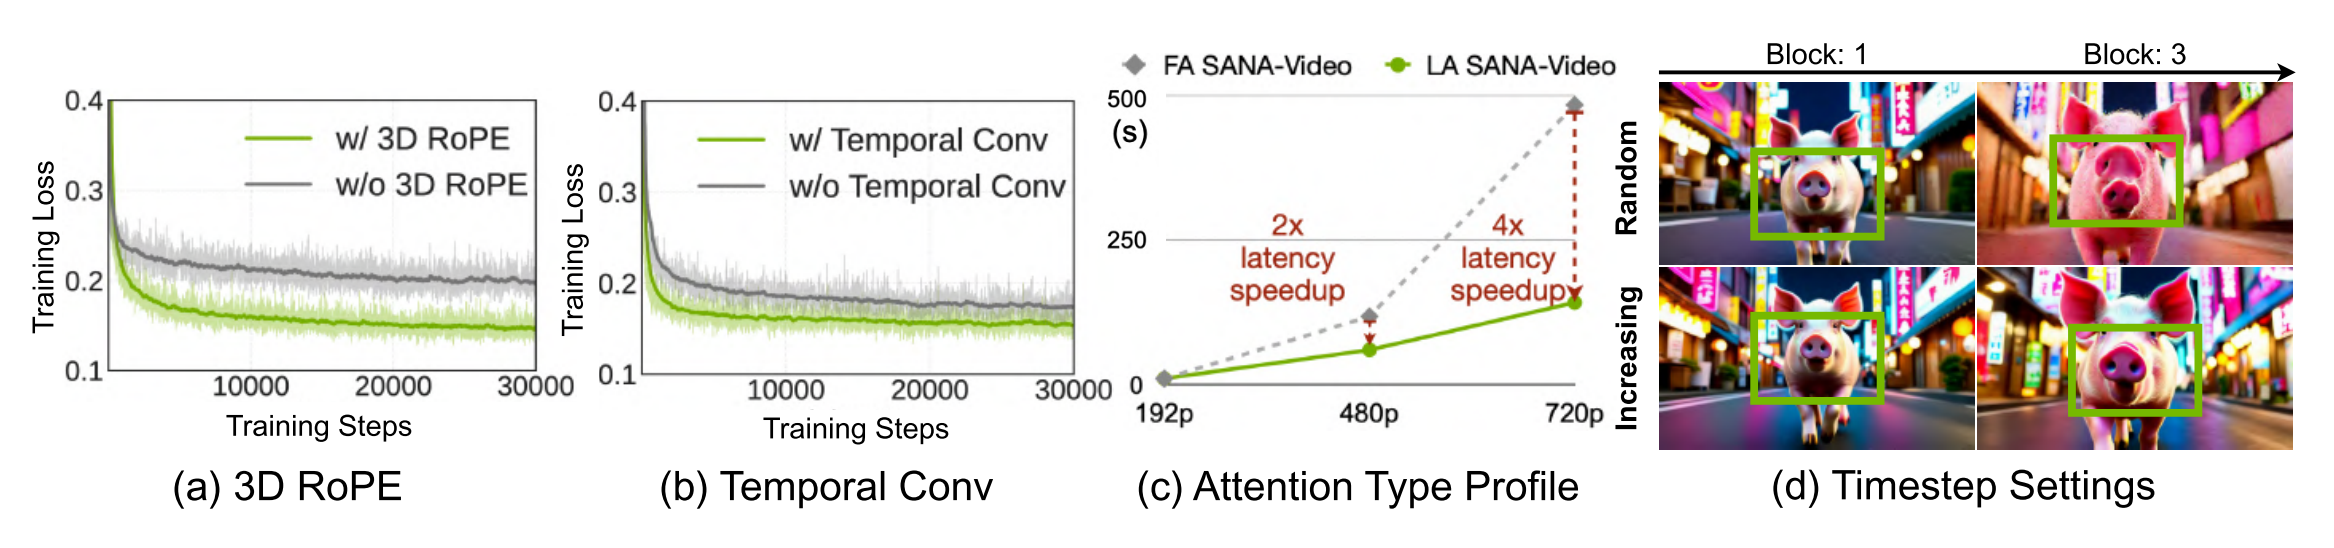 0.4
0.3
0.2
0.1
Training Loss
w/ 3D RoPE
w/o 3D RoPE
10000
20000
30000
Training Steps
(a) 3D RoPE
0.4
0.3
0.2
0.1
Training Loss
w/ Temporal Conv
w/o Temporal Conv
10000
20000
30000
Training Steps
(b) Temporal Conv
FA SANA-Video
LA SANA-Video
500
(s)
250
0
2x
latency
speedup
4x
latency
speedup
192p
480p
720p
(c) Attention Type Profile
Block: 1
Block: 3
Random
Increasing
(d) Timestep Settings